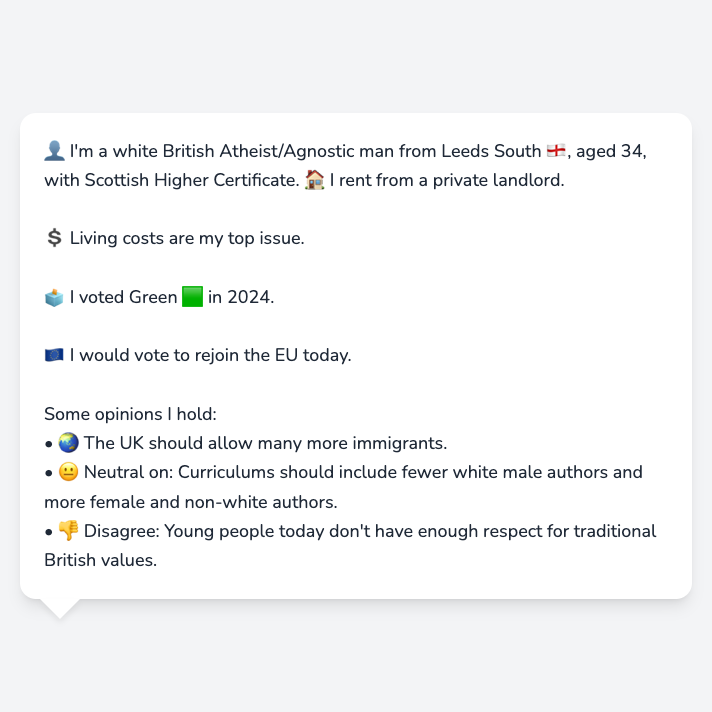 👤 I'm a white British Atheist/Agnostic man from Leeds South 🏴󠁧󠁢󠁥󠁮󠁧󠁿, aged 34,
with Scottish Higher Certificate. 🏠 I rent from a private landlord.
💲 Living costs are my top issue.
🗳️ I voted Green 🟩 in 2024.
🇪🇺 I would vote to rejoin the EU today.
Some opinions I hold:
• 🌏 The UK should allow many more immigrants.
• 😐 Neutral on: Curriculums should include fewer white male authors and
more female and non-white authors.
• 👎 Disagree: Young people today don't have enough respect for traditional
British values.